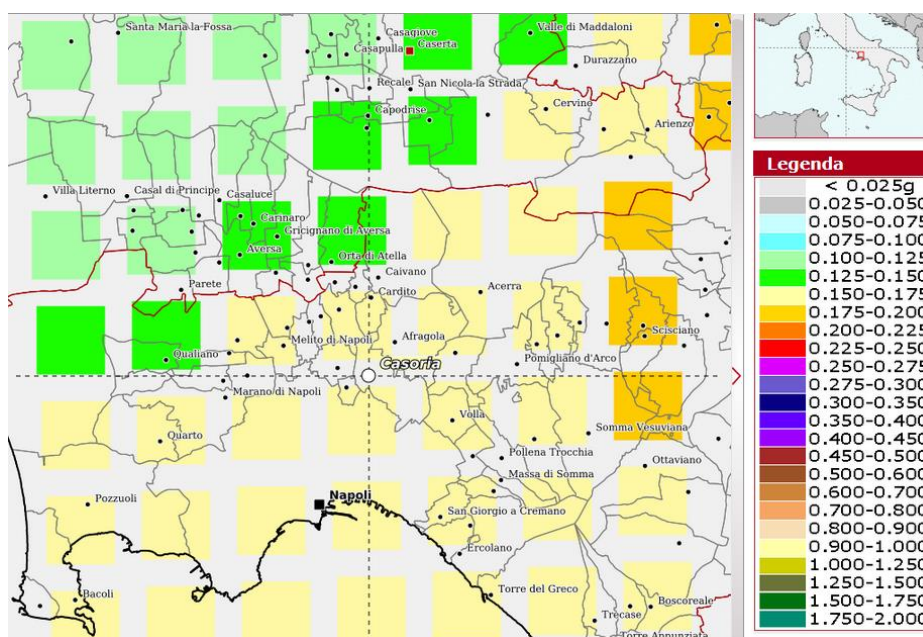 Santa Maria la Fossa
Casagiove
Valle di Maddaloni
Casapulla
Caserta
Durazzano
Recale
San Nicola la Strada
Capodrise
Cervino
Arienzo
Villa Literno
Casal di Principe
Casaluce
Carinaro
Gricignano di Aversa
Aversa
Orta di Atella
Caivano
Parete
Cardito
Acerra
Melito di Napoli
Afragola
Scisciano
Qualiano
Casoria
Pomigliano d'Arco
Marano di Napoli
Volla
Quarto
Somma Vesuviana
Pollena Trocchia
Ottaviano
Massa di Somma
Pozzuoli
Napoli
San Giorgio a Cremano
Ercolano
Bacoli
Torre del Greco
Boscoreale
Trecase
Torre Annunziata
Legenda
< 0.025g
0.025-0.050
0.050-0.075
0.075-0.100
0.100-0.125
0.125-0.150
0.150-0.175
0.175-0.200
0.200-0.225
0.225-0.250
0.250-0.275
0.275-0.300
0.300-0.350
0.350-0.400
0.400-0.450
0.450-0.500
0.500-0.600
0.600-0.700
0.700-0.800
0.800-0.900
0.900-1.000
1.000-1.250
1.250-1.500
1.500-1.750
1.750-2.000